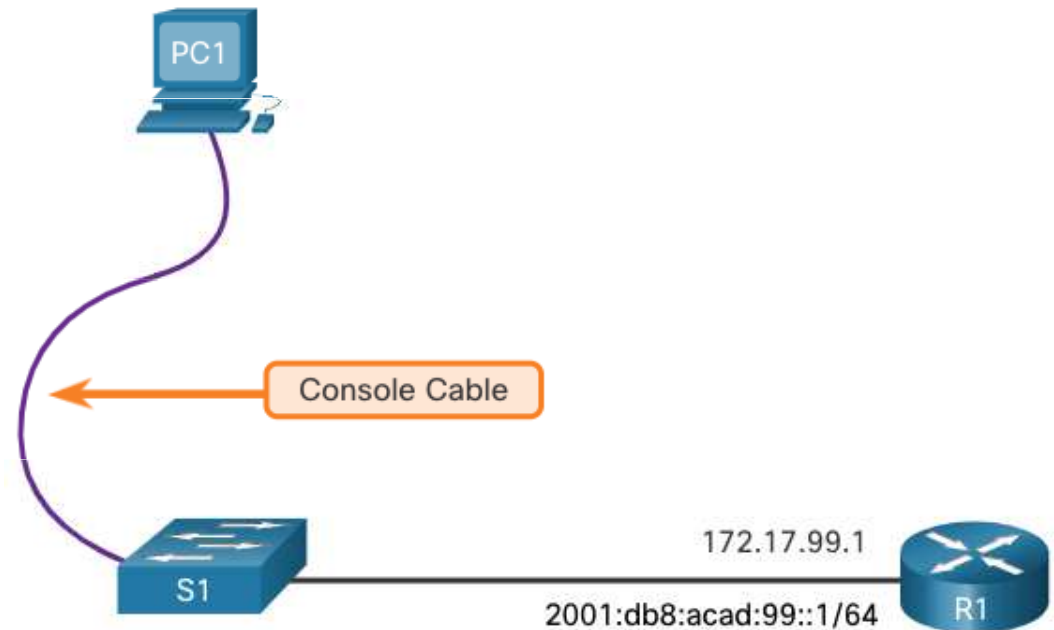 PC1
Console Cable
172.17.99.1
S1
2001:db8:acad:99::1/64
R1